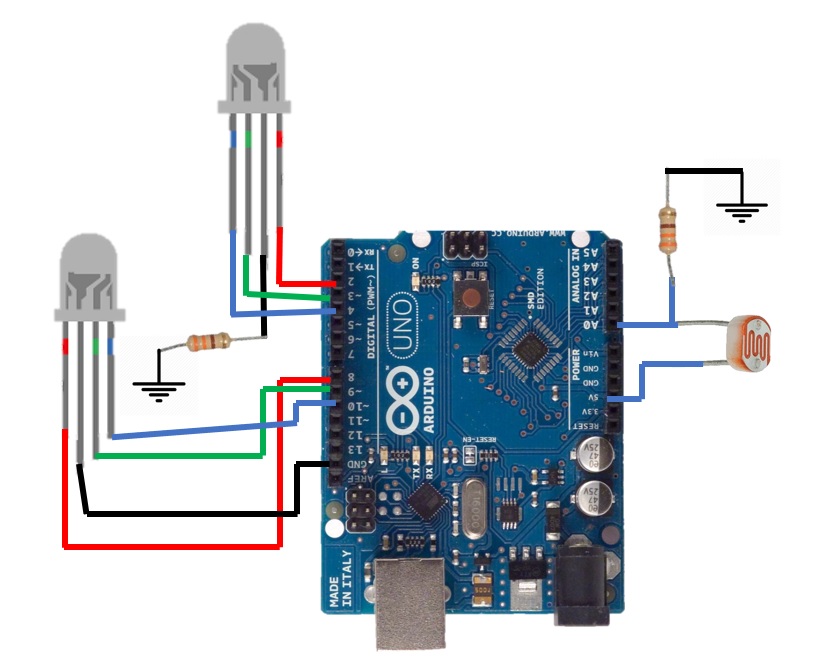 WWW.ARDUINO.CC
RX←0
TX→1
2
~3
4
~5
~6
7
8
~9
~10
~11
12
13
GND
AREF
DIGITAL (PWM~)
ICSP
ON
RESET
SMD
EDITION
UNO
ARDUINO
ANALOG IN
A5
A4
A3
A2
A1
A0
POWER
Vin
GND
GND
5V
3.3V
RESET
RESET-EN
L
TX
RX
47
25V
47
25V
MADE
IN ITALY